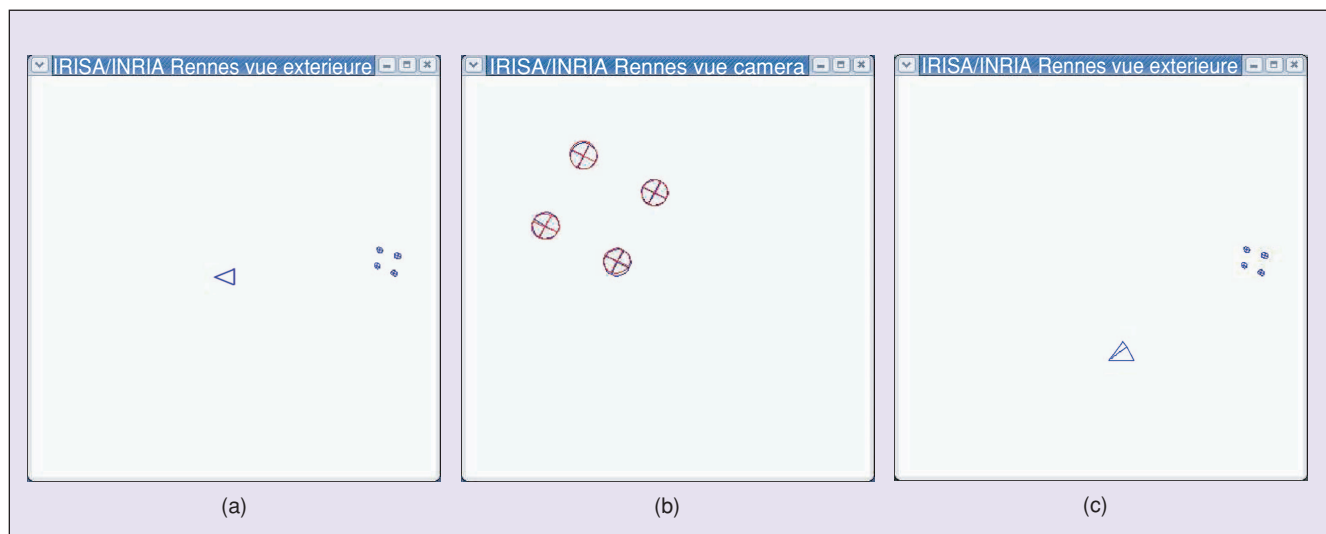 IRISA/INRIA Rennes vue exterieure
IRISA/INRIA Rennes vue camera
IRISA/INRIA Rennes vue exterieure
(a)
(b)
(c)